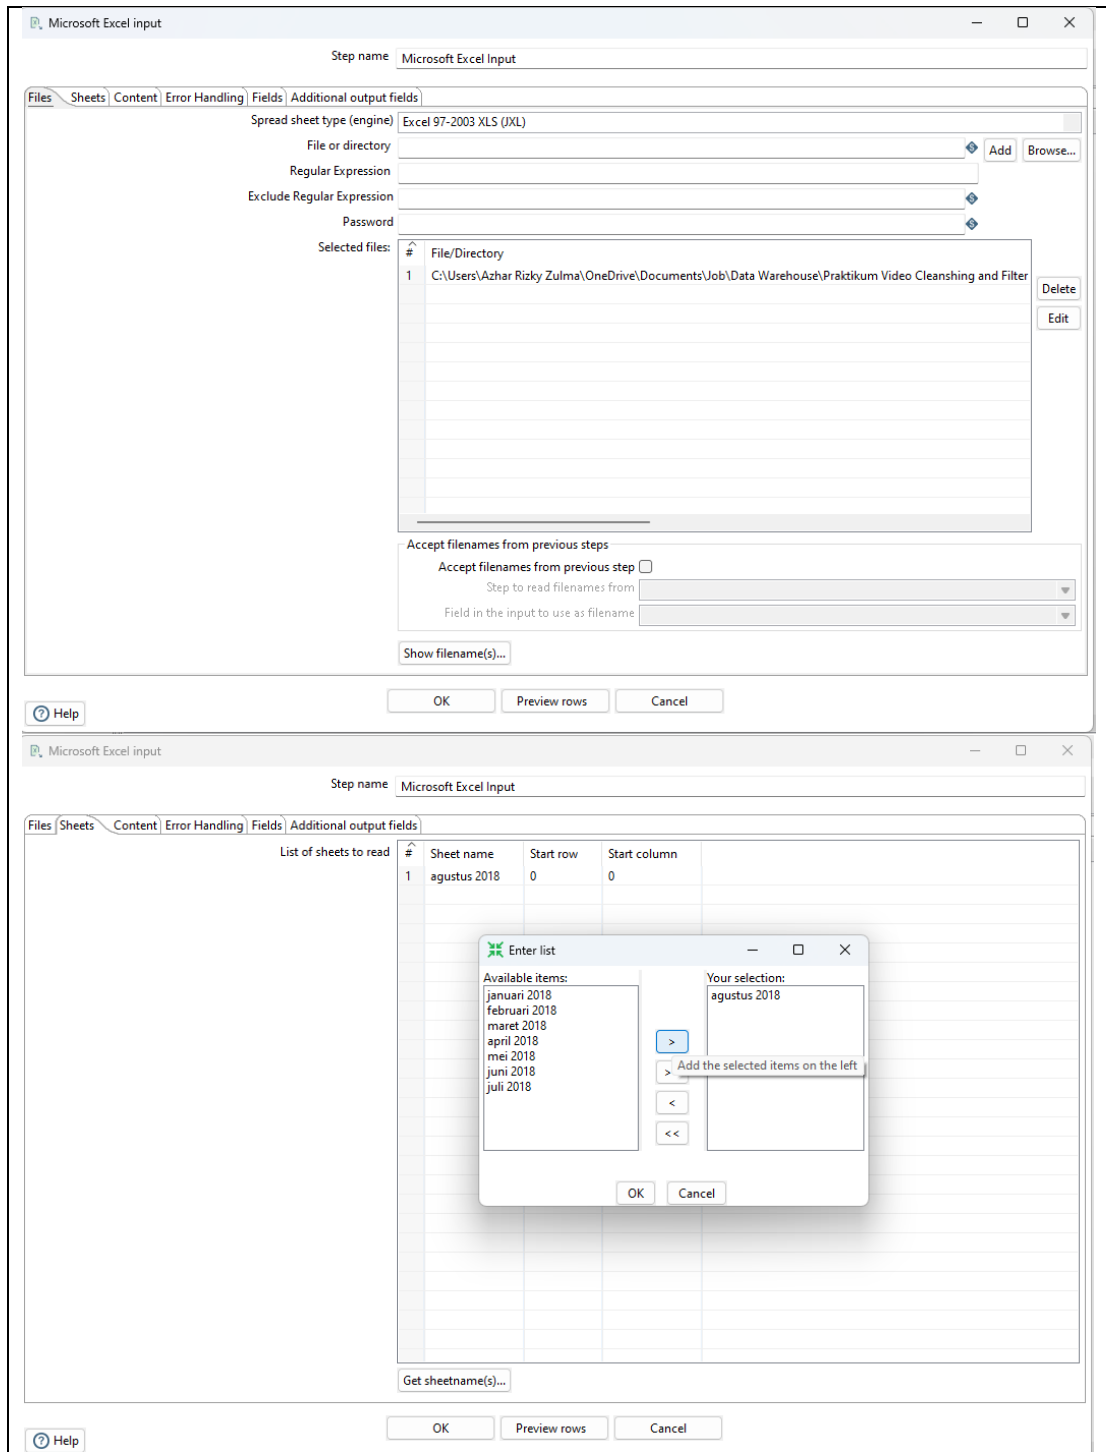 Microsoft Excel input
Step name Microsoft Excel Input
Files Sheets Content Error Handling Fields Additional output fields
Spread sheet type (engine) Excel 97-2003 XLS (JXL)
File or directory Add Browse...
Regular Expression
Exclude Regular Expression
Password
Selected files: # File/Directory
1 C:\Users\Azhar Rizky Zulma\OneDrive\Documents\Job\Data Warehouse\Praktikum Video Cleanshing and Filter
Delete
Edit
Accept filenames from previous steps
Accept filenames from previous step
Step to read filenames from
Field in the input to use as filename
Show filename(s)...
OK Preview rows Cancel
Help
Microsoft Excel input
Step name Microsoft Excel Input
Files Sheets Content Error Handling Fields Additional output fields
List of sheets to read # Sheet name Start row Start column
1 agustus 2018 0 0
Enter list
Available items: Your selection:
januari 2018 agustus 2018
februari 2018
maret 2018
april 2018
mei 2018
juni 2018
juli 2018
>
Add the selected items on the left
>
<
<<
OK Cancel
Get sheetname(s)...
OK Preview rows Cancel
Help